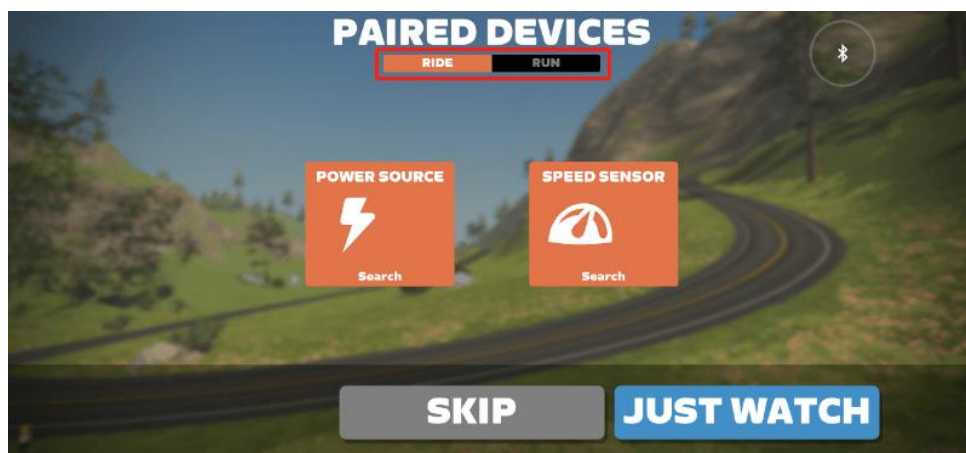 PAIRED DEVICES
RIDE RUN
POWER SOURCE SPEED SENSOR
Search Search
SKIP JUST WATCH